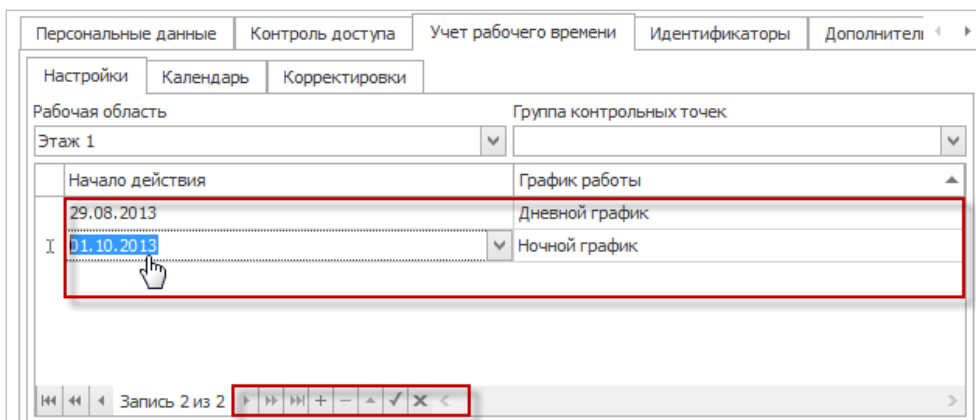 Персональные данные Контроль доступа Учет рабочего времени Идентификаторы
Настройки Календарь Корректировки
Рабочая область Группа контрольных точек
Этаж 1
Начало действия График работы
29.08.2013 Дневной график
01.10.2013 Ночной график
Запись 2 из 2